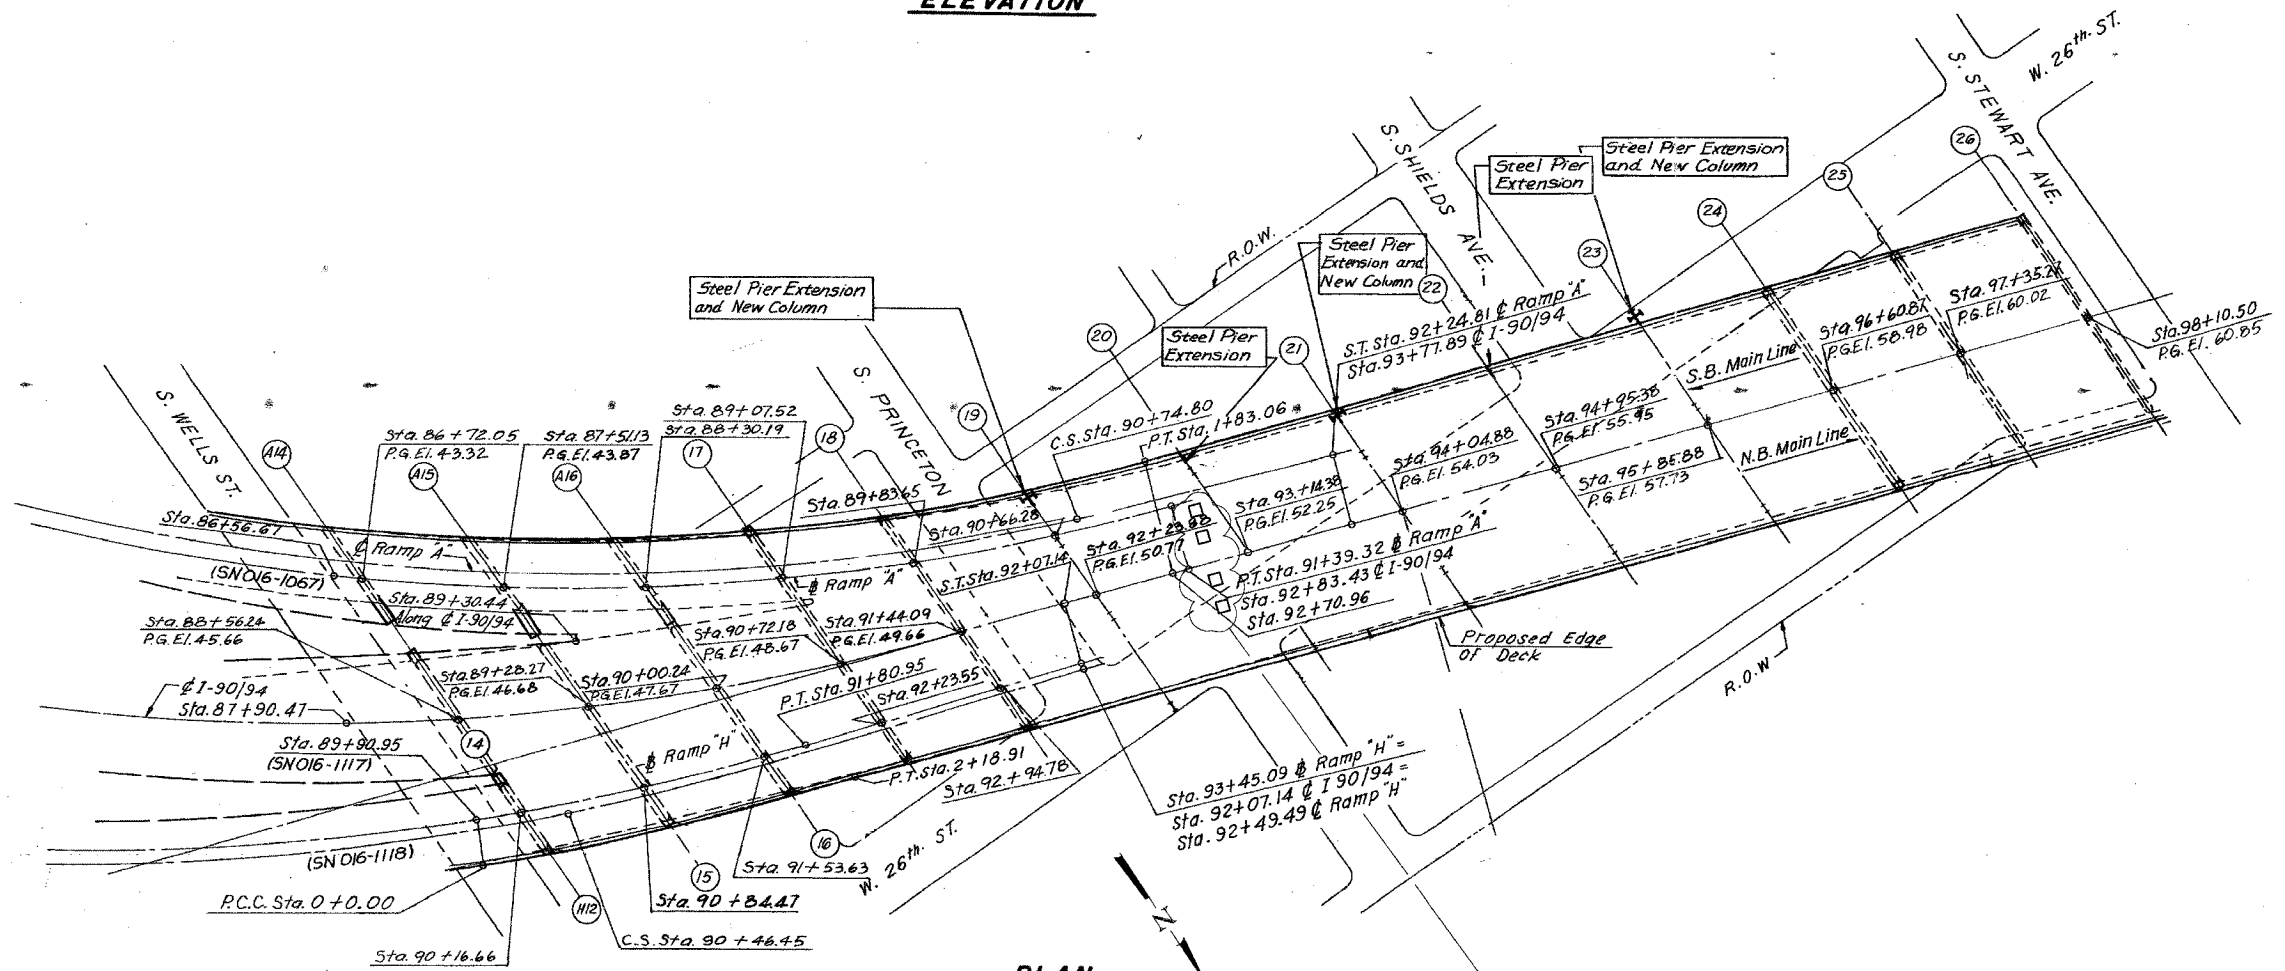 ELEVATION
W. 26th. ST.
S. STEWART AVE.
S. SHIELDS AVE.
Steel Pier Extension
and New Column
Steel Pier
Extension
26
25
24
23
Steel Pier
Extension and
New Column
22
R.O.W.
Steel Pier Extension
and New Column
Steel Pier
Extension
20
21
S.T. Sta. 92+24.81 ₵ Ramp "A"
Sta. 93+77.89 ₵ I-90/94
S.B. Main Line
N.B. Main Line
Sta. 96+60.87
P.G.El. 58.98
Sta. 97+35.27
P.G.El. 60.02
Sta. 98+10.50
P.G. El. 60.85
S. WELLS ST.
S. PRINCETON
A14
Sta. 86+72.05
P.G.El. 43.32
A15
Sta. 87+51.13
P.G.El. 43.87
A16
Sta. 89+07.52
Sta. 88+30.19
17
18
19
C.S. Sta. 90+74.80
P.T. Sta. 1+83.06
Sta. 94+95.38
P.G.El. 55.95
Sta. 94+04.88
P.G.El. 54.03
Sta. 95+85.88
P.G.El. 57.73
Sta. 86+56.67
₵ Ramp "A"
(SN016-1067)
Sta. 89+83.65
Sta. 90+66.28
₿ Ramp "A"
S.T. Sta. 92+07.14
Sta. 93+14.38
P.G.El. 52.25
P.G.El. 50.77
P.T. Sta. 91+39.32 ₿ Ramp "A"
Sta. 92+83.43 ₵ I-90/94
Sta. 92+70.96
Sta. 89+30.44
Along ₵ I-90/94
Sta. 88+56.24
P.G.El. 45.66
Sta. 90+72.18
P.G.El. 48.67
Sta. 91+44.09
P.G.El. 49.66
Proposed Edge
of Deck
R.O.W
Sta. 89+28.27
P.G.El. 46.68
Sta. 90+00.24
P.G.El. 47.67
P.T. Sta. 91+80.95
Sta. 92+23.55
₵ I-90/94
Sta. 87+90.47
14
₿ Ramp "H"
Sta. 89+90.95
(SN016-1117)
P.T. Sta. 2+18.91
Sta. 92+94.78
Sta. 93+45.09 ₿ Ramp "H" =
Sta. 92+07.14 ₵ I 90/94 =
Sta. 92+49.49 ₵ Ramp "H"
(SN 016-1118)
16
Sta. 91+53.63
W. 26th. ST.
15
Sta. 90+84.47
P.C.C. Sta. 0+0.00
H12
C.S. Sta. 90+46.45
Sta. 90+16.66
N
PLAN